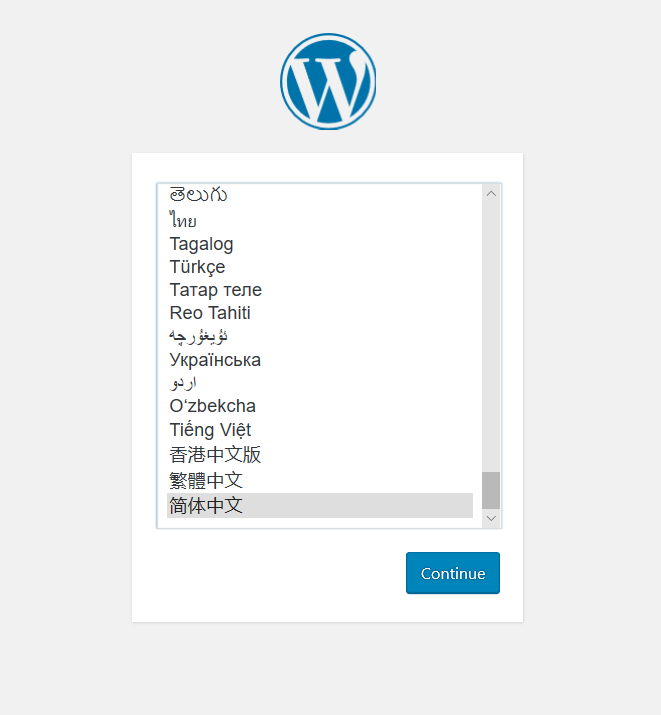 తెలుగు
ไทย
Tagalog
Türkçe
Татар теле
Reo Tahiti
ئۇيغۇرچە
Українська
اردو
O‘zbekcha
Tiếng Việt
香港中文版
繁體中文
简体中文
Continue